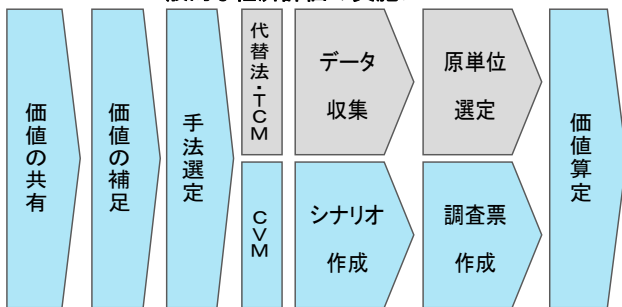 価値の共有
価値の補足
手法選定
代替法・TCM
データ
収集
原単位
選定
CVM
シナリオ
作成
調査票
作成
価値算定